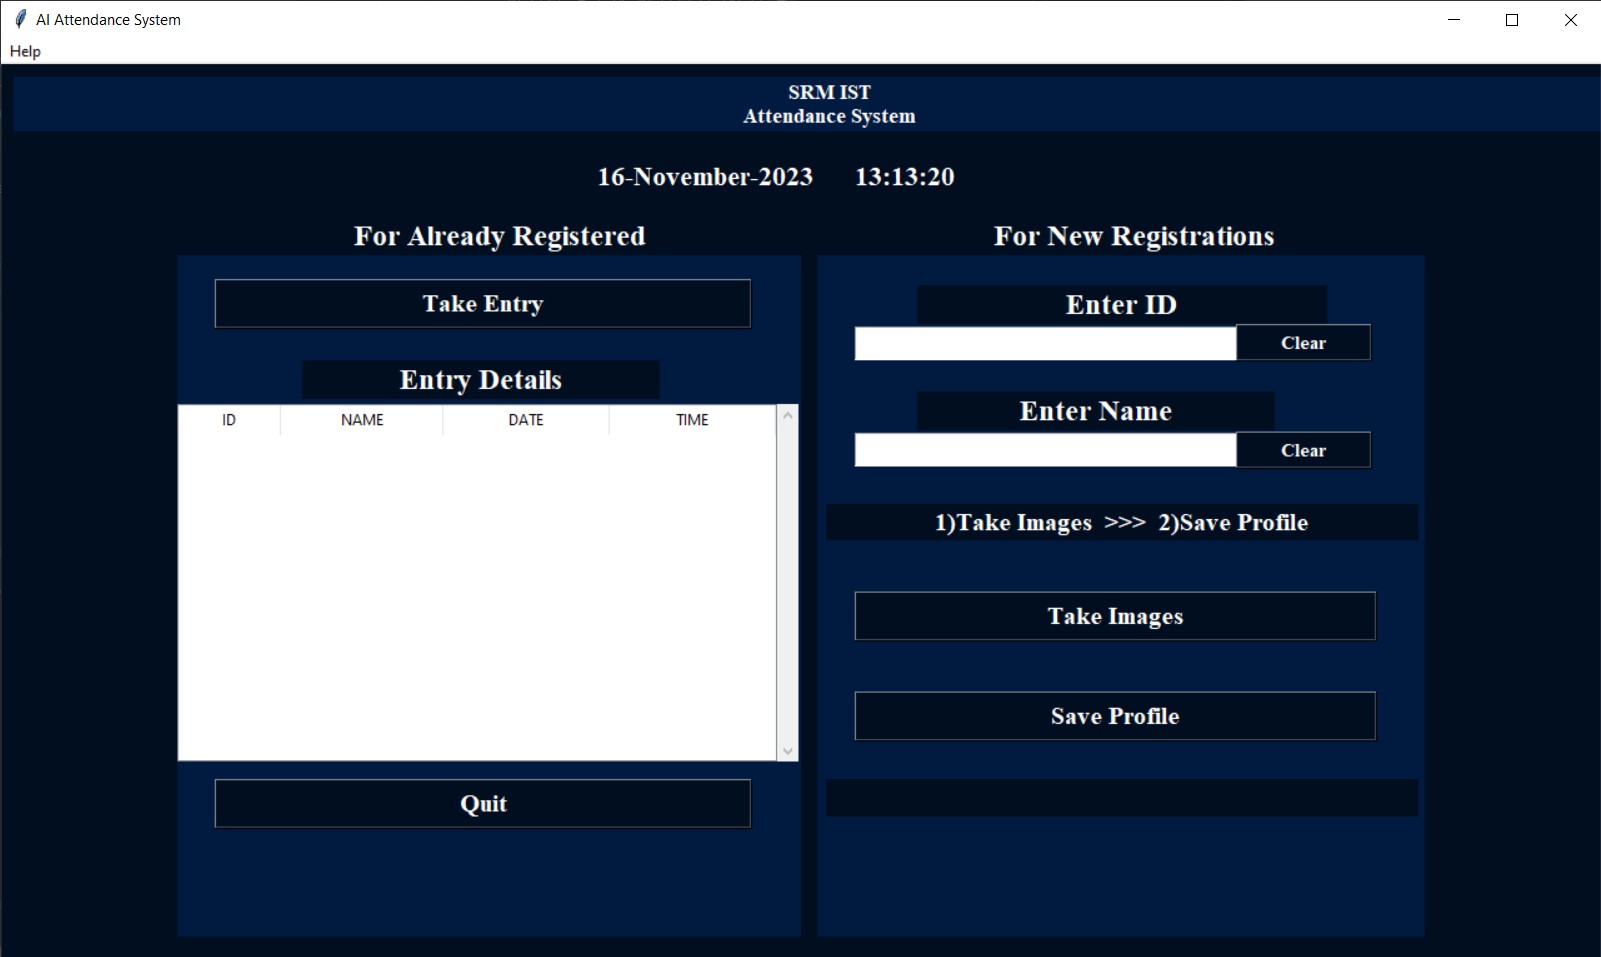 AI Attendance System
Help
SRM IST
Attendance System
16-November-2023 13:13:20
For Already Registered
Take Entry
Entry Details
ID NAME DATE TIME
Quit
For New Registrations
Enter ID
Clear
Enter Name
Clear
1)Take Images >>> 2)Save Profile
Take Images
Save Profile